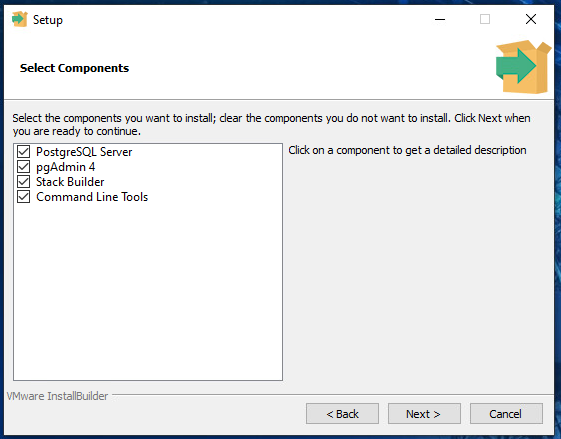 Setup
Select Components
Select the components you want to install; clear the components you do not want to install. Click Next when
you are ready to continue.
PostgreSQL Server
pgAdmin 4
Stack Builder
Command Line Tools
Click on a component to get a detailed description
VMware InstallBuilder
< Back
Next >
Cancel